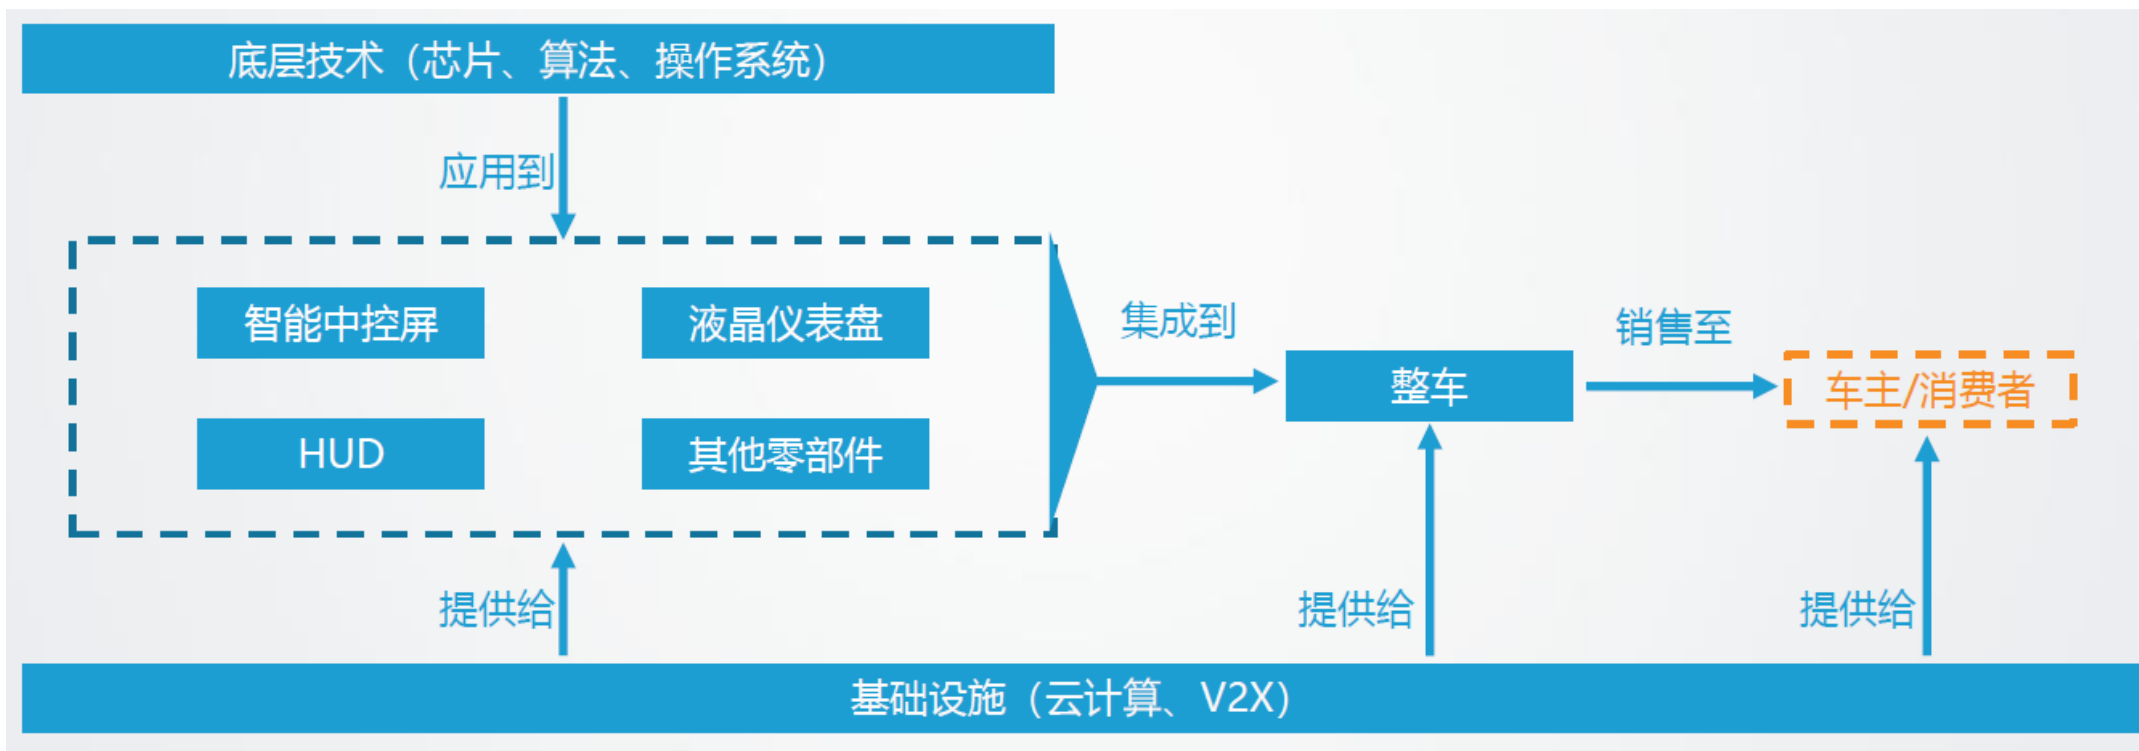 底层技术（芯片、算法、操作系统）
应用到
智能中控屏
液晶仪表盘
HUD
其他零部件
集成到
整车
销售至
车主/消费者
提供给
提供给
提供给
基础设施（云计算、V2X）